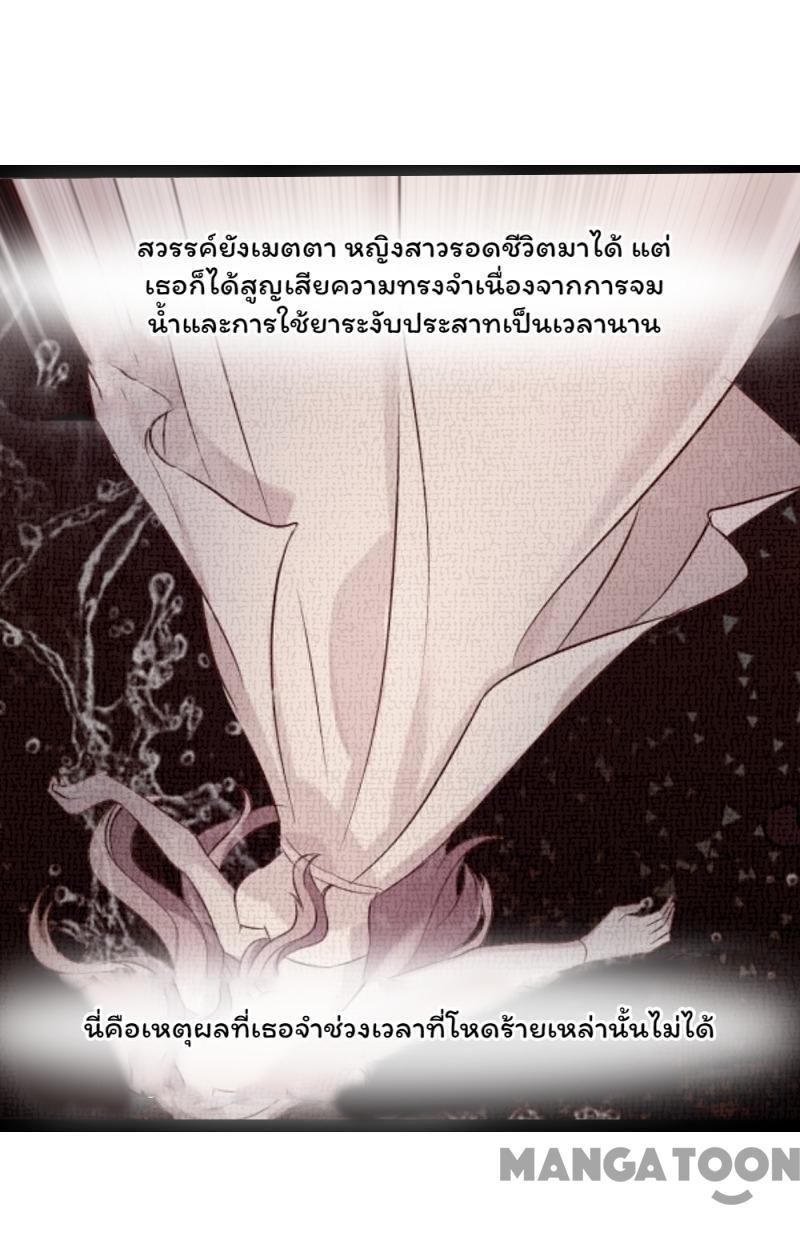 สวรรค์ยังเมตตา หญิงสาวรอดชีวิตมาได้ แต่
เธอก็ได้สูญเสียความทรงจำเนื่องจากการจม
น้ำและการใช้ยาระงับประสาทเป็นเวลานาน
นี่คือเหตุผลที่เธอจำช่วงเวลาที่โหดร้ายเหล่านั้นไม่ได้
MANGATOON